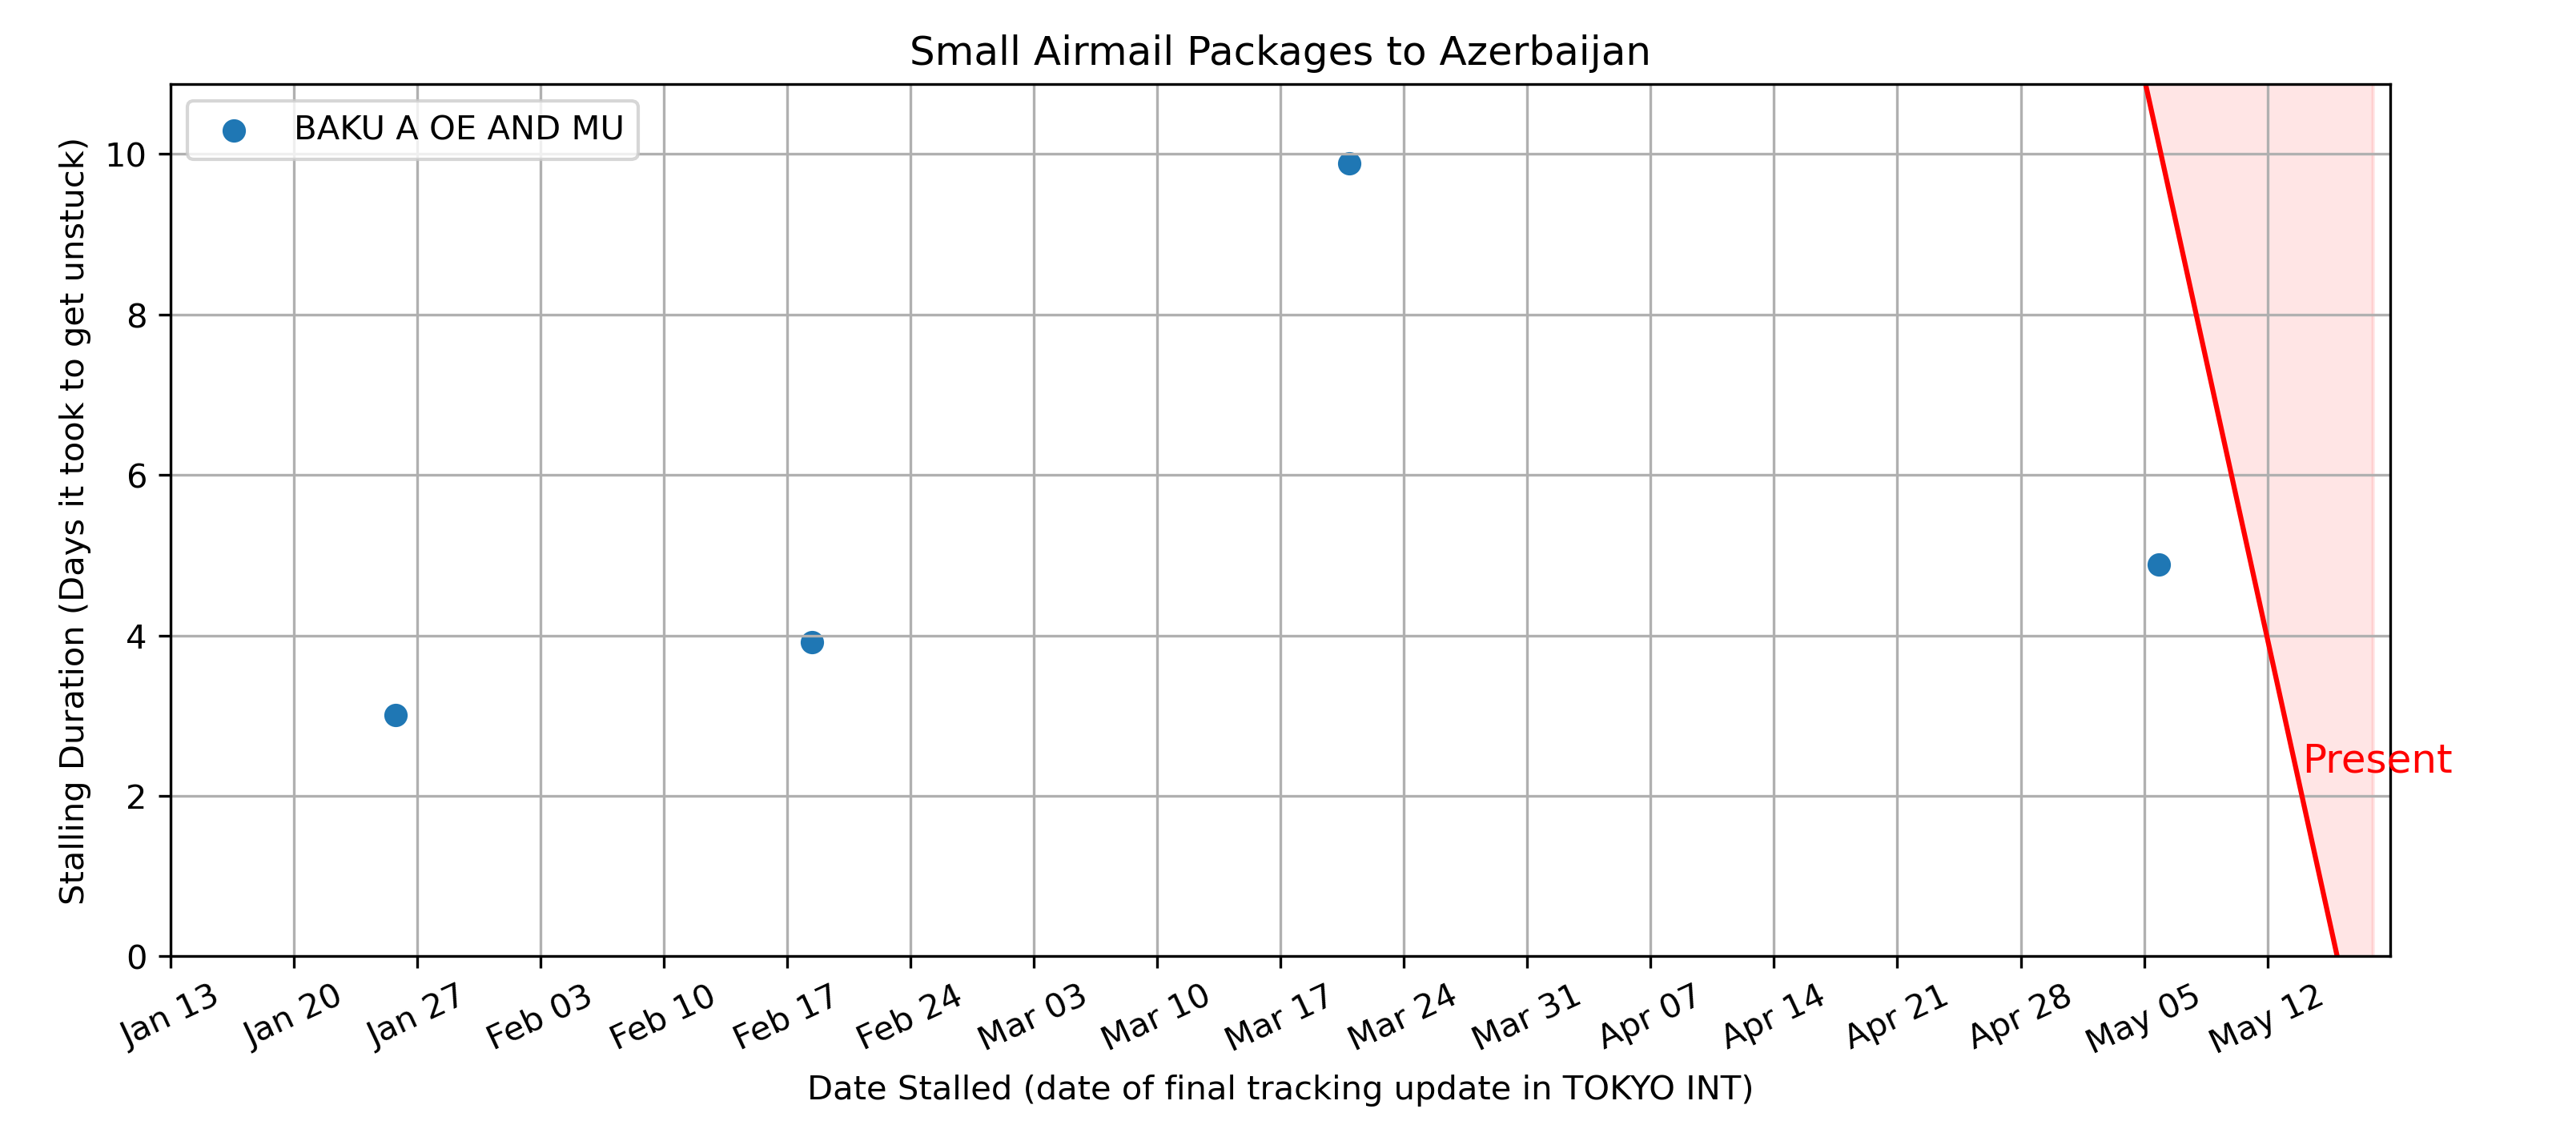 Small Airmail Packages to Azerbaijan
BAKU A OE AND MU
Stalling Duration (Days it took to get unstuck)
10
8
6
4
2
0
Present
Jan 13
Jan 20
Jan 27
Feb 03
Feb 10
Feb 17
Feb 24
Mar 03
Mar 10
Mar 17
Mar 24
Mar 31
Apr 07
Apr 14
Apr 21
Apr 28
May 05
May 12
Date Stalled (date of final tracking update in TOKYO INT)